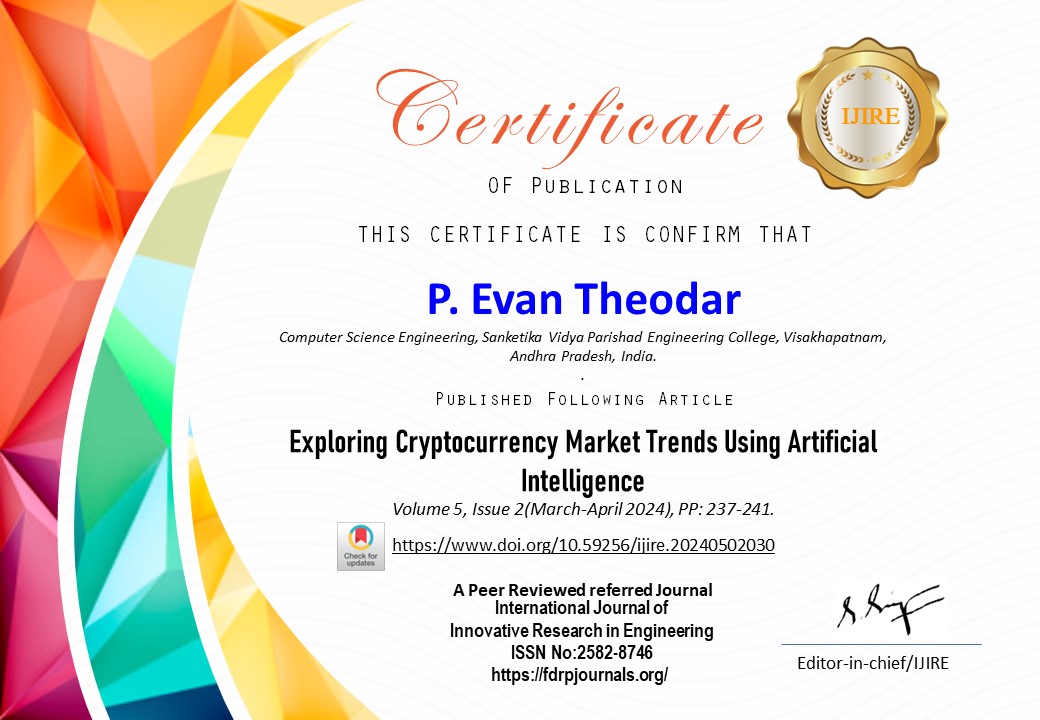 Certificate
IJIRE
OF PUBLICATION
THIS CERTIFICATE IS CONFIRM THAT
P. Evan Theodar
Computer Science Engineering, Sanketika Vidya Parishad Engineering College, Visakhapatnam,
Andhra Pradesh, India.
.
PUBLISHED FOLLOWING ARTICLE
Exploring Cryptocurrency Market Trends Using Artificial
Intelligence
Volume 5, Issue 2(March-April 2024), PP: 237-241.
Check for
updates
https://www.doi.org/10.59256/ijire.20240502030
A Peer Reviewed referred Journal
International Journal of
Innovative Research in Engineering
ISSN No:2582-8746
https://fdrpjournals.org/
Editor-in-chief/IJIRE